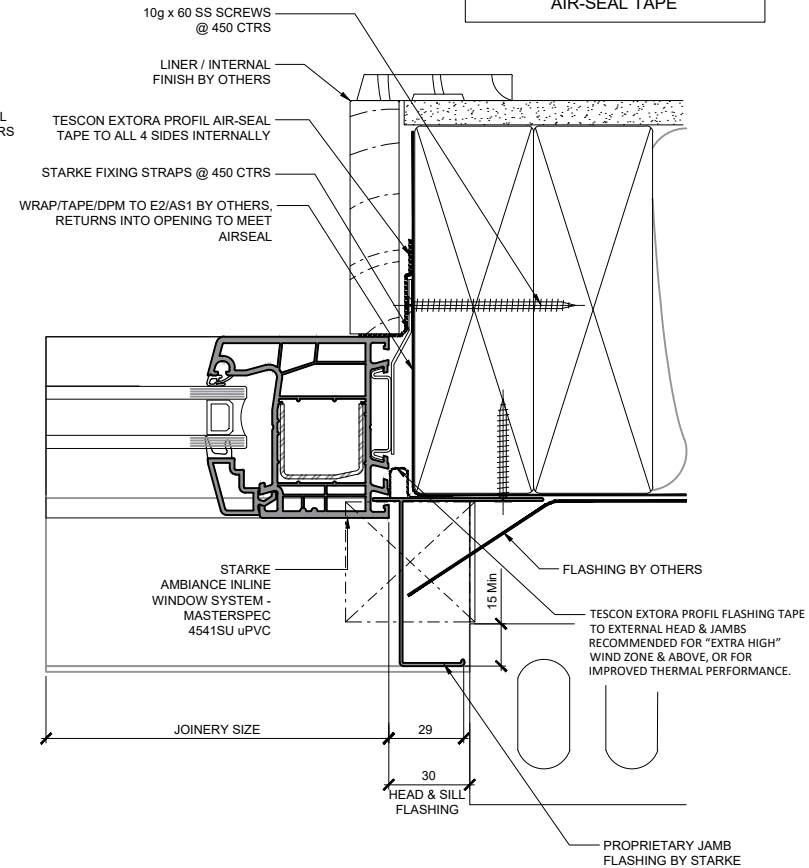 AIR-SEAL TAPE
10g x 60 SS SCREWS
@ 450 CTRS
LINER / INTERNAL
FINISH BY OTHERS
L
RS
TESCON EXTORA PROFIL AIR-SEAL
TAPE TO ALL 4 SIDES INTERNALLY
STARKE FIXING STRAPS @ 450 CTRS
WRAP/TAPE/DPM TO E2/AS1 BY OTHERS,
RETURNS INTO OPENING TO MEET
AIRSEAL
STARKE
AMBIANCE INLINE
WINDOW SYSTEM -
MASTERSPEC
4541SU uPVC
FLASHING BY OTHERS
15 Min
TESCON EXTORA PROFIL FLASHING TAPE
TO EXTERNAL HEAD & JAMBS
RECOMMENDED FOR “EXTRA HIGH”
WIND ZONE & ABOVE, OR FOR
IMPROVED THERMAL PERFORMANCE.
JOINERY SIZE
29
30
HEAD & SILL
FLASHING
PROPRIETARY JAMB
FLASHING BY STARKE